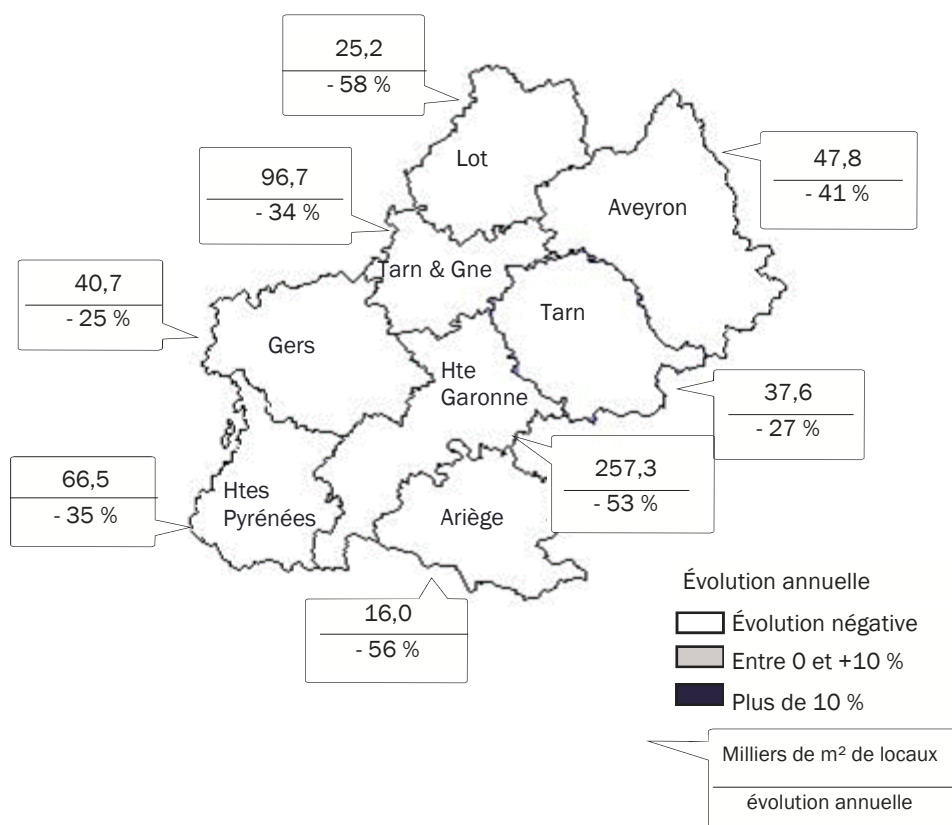 25,2
- 58 %
Lot
47,8
- 41 %
96,7
- 34 %
Aveyron
Tarn & Gne
40,7
- 25 %
Tarn
Gers
Hte
Garonne
37,6
- 27 %
257,3
- 53 %
66,5
- 35 %
Htes
Pyrénées
Ariège
16,0
- 56 %
Évolution annuelle
Évolution négative
Entre 0 et +10 %
Plus de 10 %
Milliers de m² de locaux
évolution annuelle